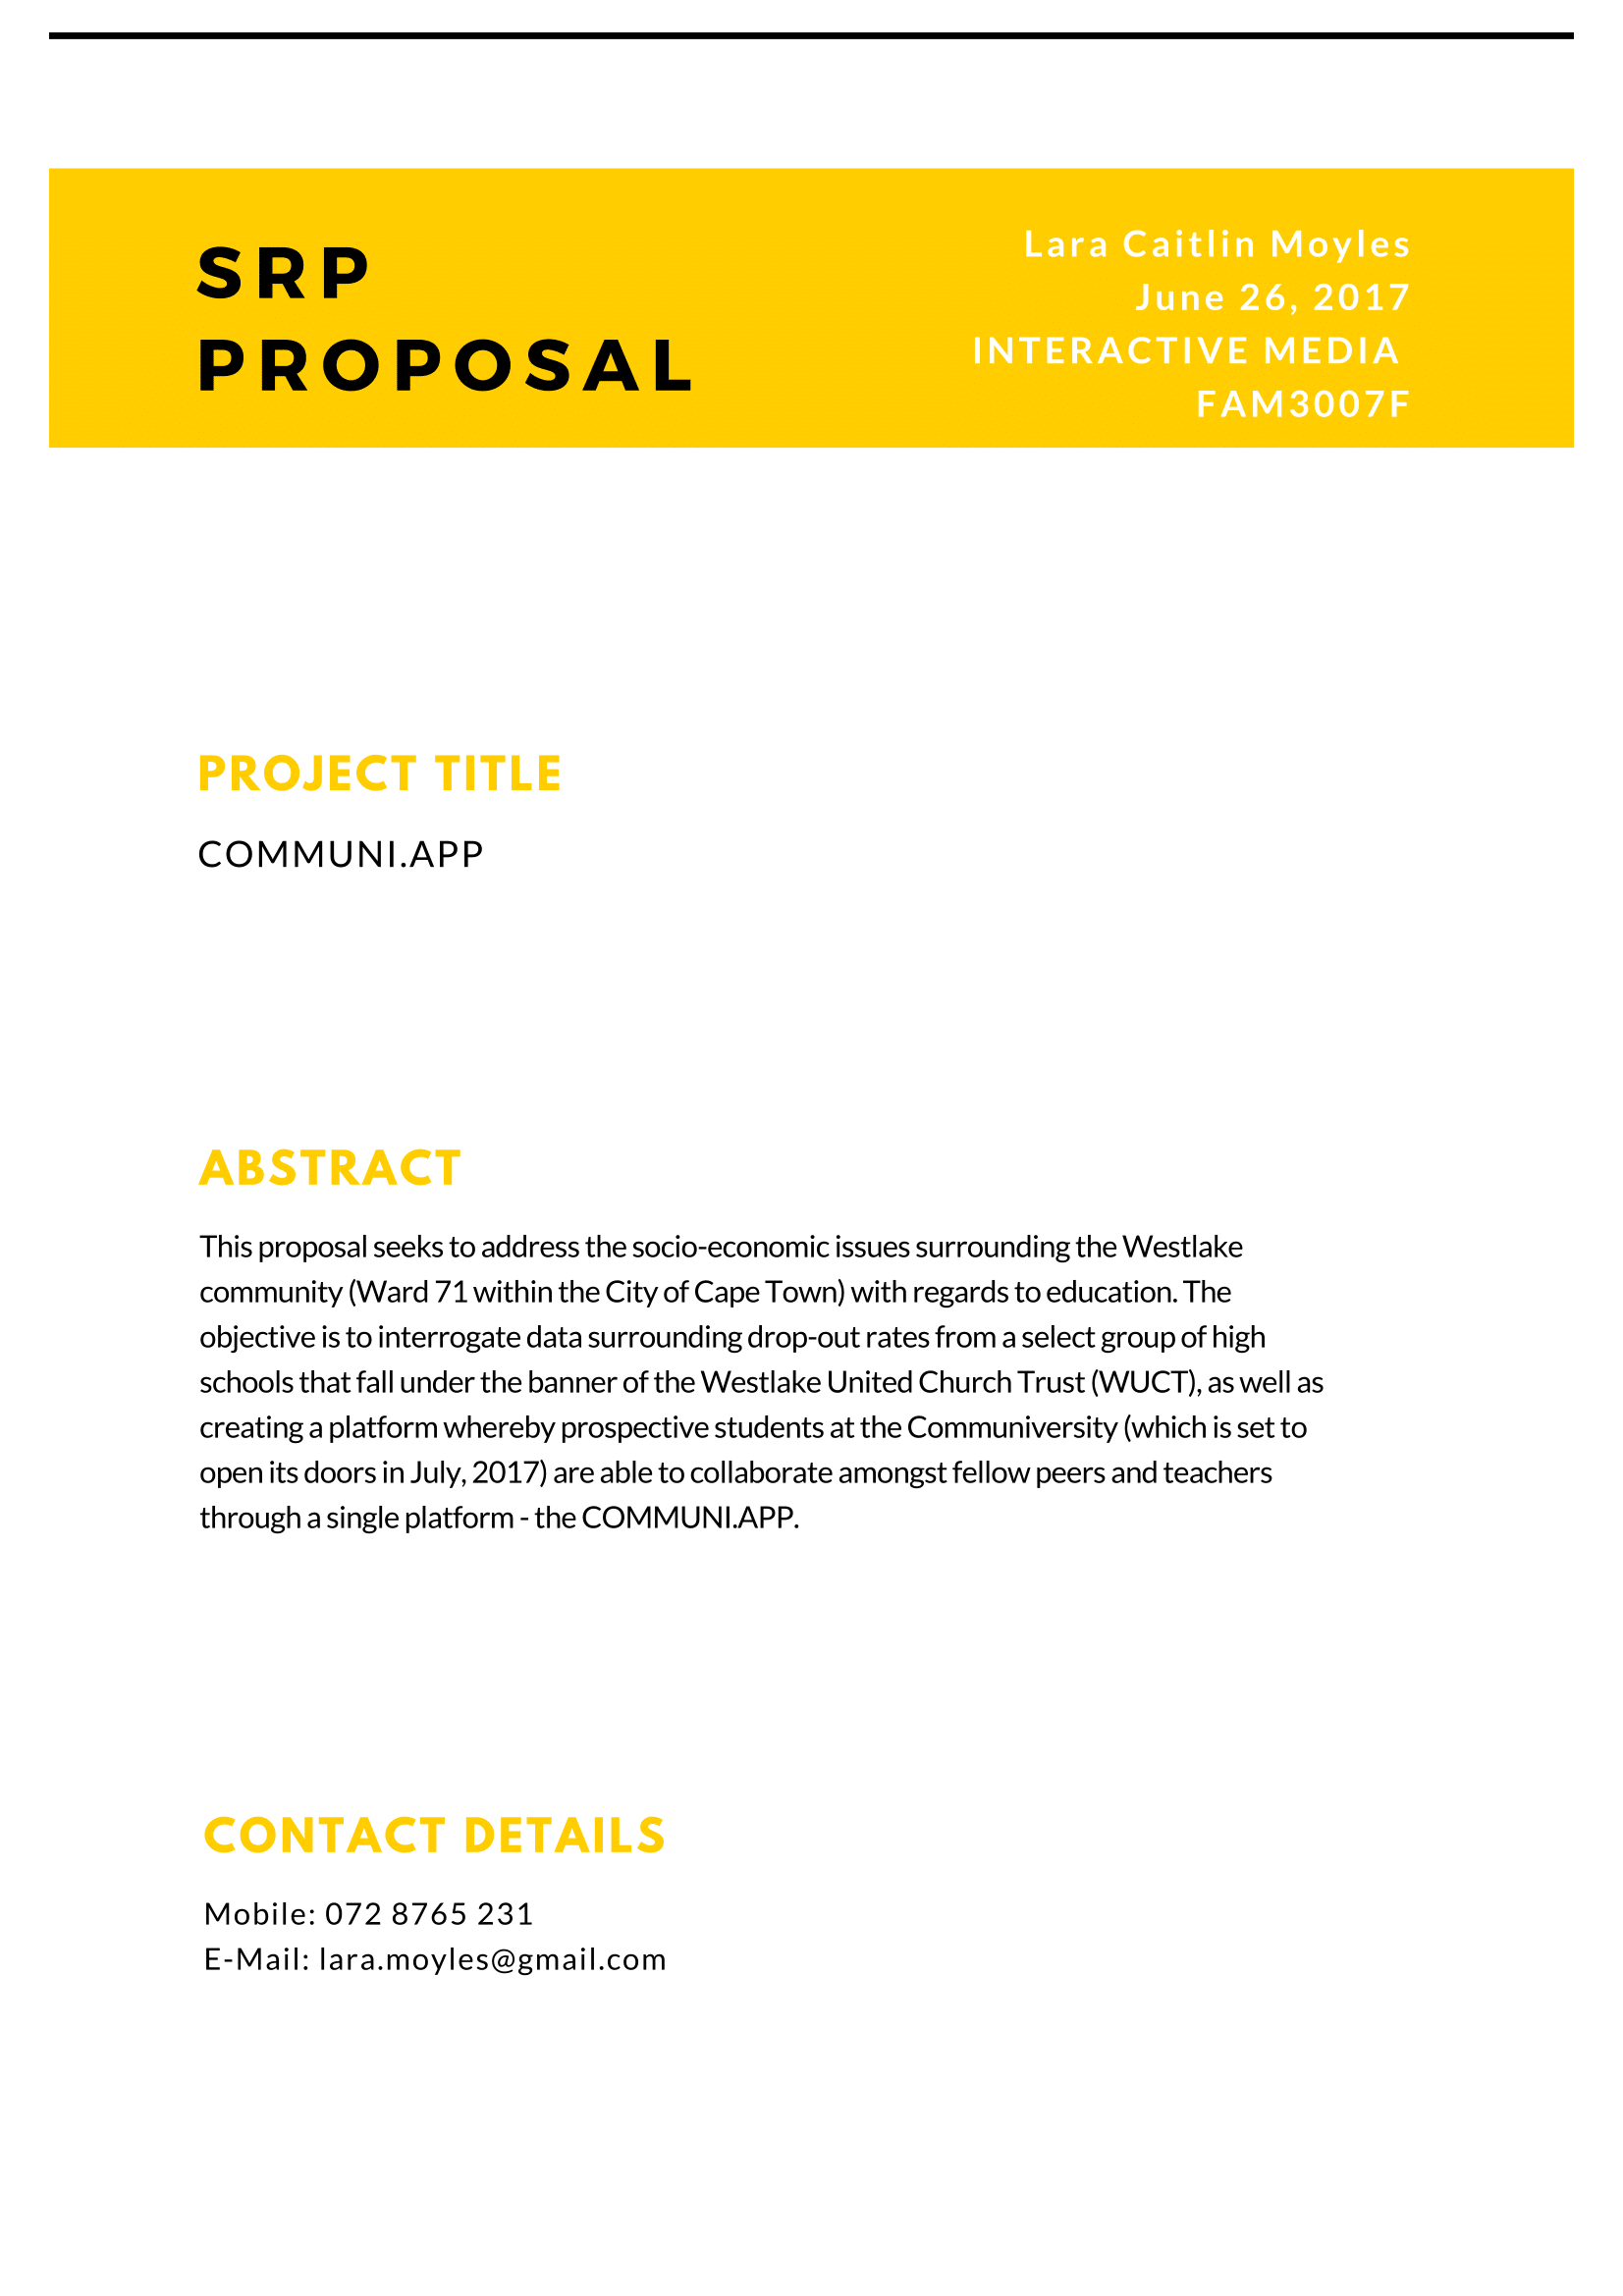 SRP
PROPOSAL
Lara Caitlin Moyles
June 26, 2017
INTERACTIVE MEDIA
FAM3007F
PROJECT TITLE
COMMUNI.APP
ABSTRACT
This proposal seeks to address the socio-economic issues surrounding the Westlake
community (Ward 71 within the City of Cape Town) with regards to education. The
objective is to interrogate data surrounding drop-out rates from a select group of high
schools that fall under the banner of the Westlake United Church Trust (WUCT), as well as
creating a platform whereby prospective students at the Communiversity (which is set to
open its doors in July, 2017) are able to collaborate amongst fellow peers and teachers
through a single platform - the COMMUNI.APP.
CONTACT DETAILS
Mobile: 072 8765 231
E-Mail: lara.moyles@gmail.com